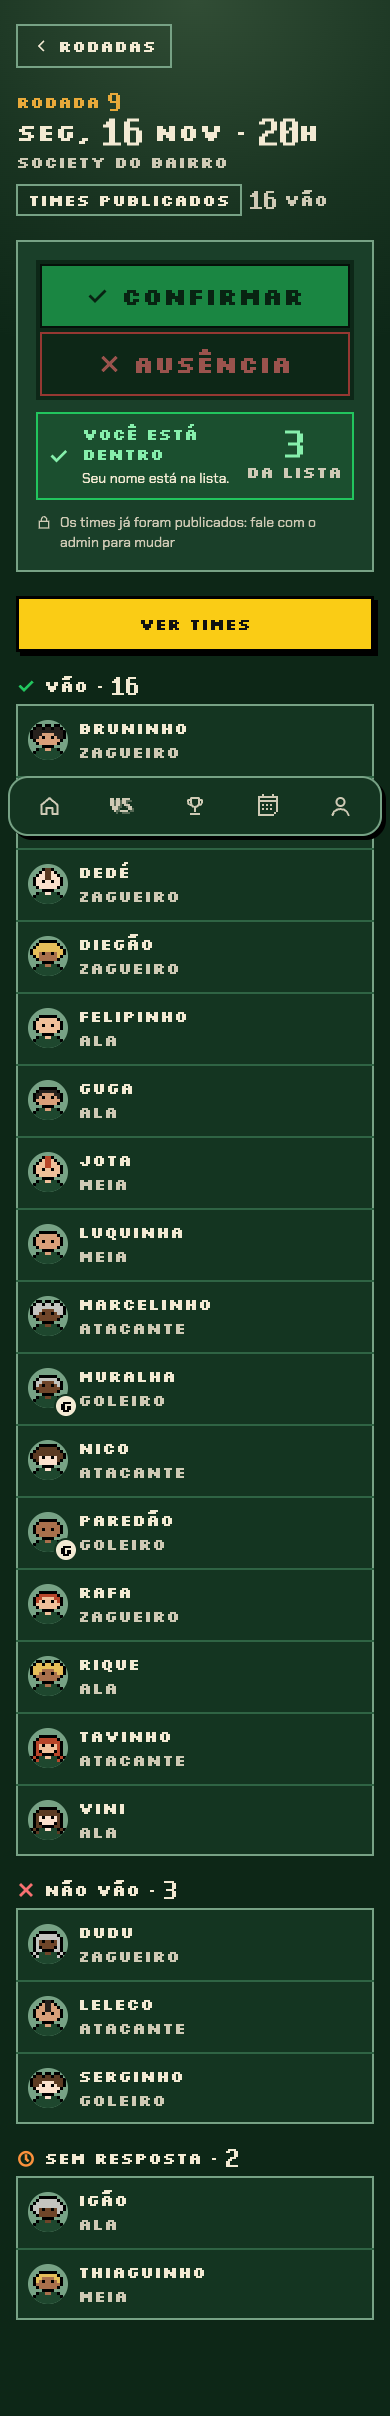 RODADAS
RODADA 9
SEG, 16 NOV · 20H
SOCIETY DO BAIRRO
TIMES PUBLICADOS 16 VÃO
CONFIRMAR
AUSÊNCIA
VOCÊ ESTÁ DENTRO
Seu nome está na lista.
3
DA LISTA
Os times já foram publicados: fale com o
admin para mudar
VER TIMES
VÃO · 16
BRUNINHO
ZAGUEIRO
VS
DEDÉ
ZAGUEIRO
DIEGÃO
ZAGUEIRO
FELIPINHO
ALA
GUGA
ALA
JOTA
MEIA
LUQUINHA
MEIA
MARCELINHO
ATACANTE
MURALHA
G GOLEIRO
NICO
ATACANTE
PAREDÃO
G GOLEIRO
RAFA
ZAGUEIRO
RIQUE
ALA
TAVINHO
ATACANTE
VINI
ALA
NÃO VÃO · 3
DUDU
ZAGUEIRO
LELECO
ATACANTE
SERGINHO
GOLEIRO
SEM RESPOSTA · 2
IGÃO
ALA
THIAGUINHO
MEIA